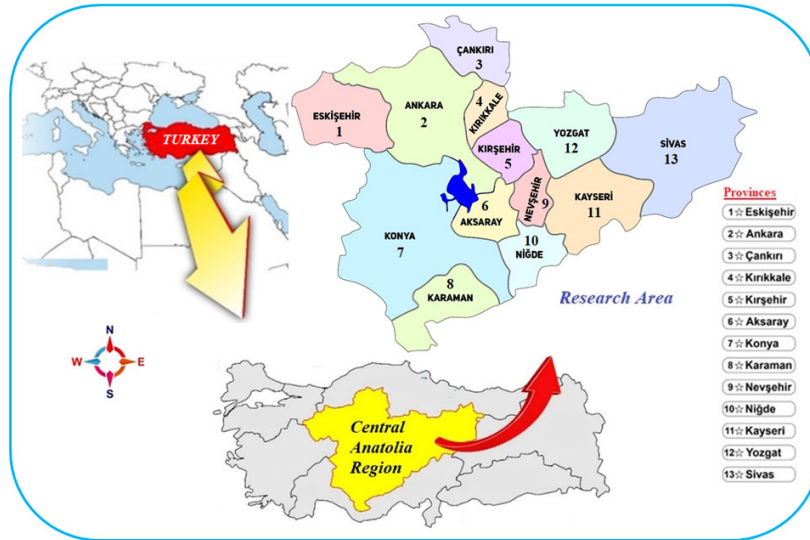 TURKEY
ÇANKIRI
3
ESKİŞEHİR
1
ANKARA
2
4
KIRIKKALE
KIRŞEHİR
5
YOZGAT
12
SİVAS
13
6
AKSARAY
NEVŞEHİR
9
KAYSERİ
11
KONYA
7
10
NİĞDE
8
KARAMAN
Research Area
Provinces
1☆Eskişehir
2☆Ankara
3☆Çankırı
4☆Kırıkkale
5☆Kırşehir
6☆Aksaray
7☆Konya
8☆Karaman
9☆Nevşehir
10☆Niğde
11☆Kayseri
12☆Yozgat
13☆Sivas
N
W
E
S
Central
Anatolia
Region